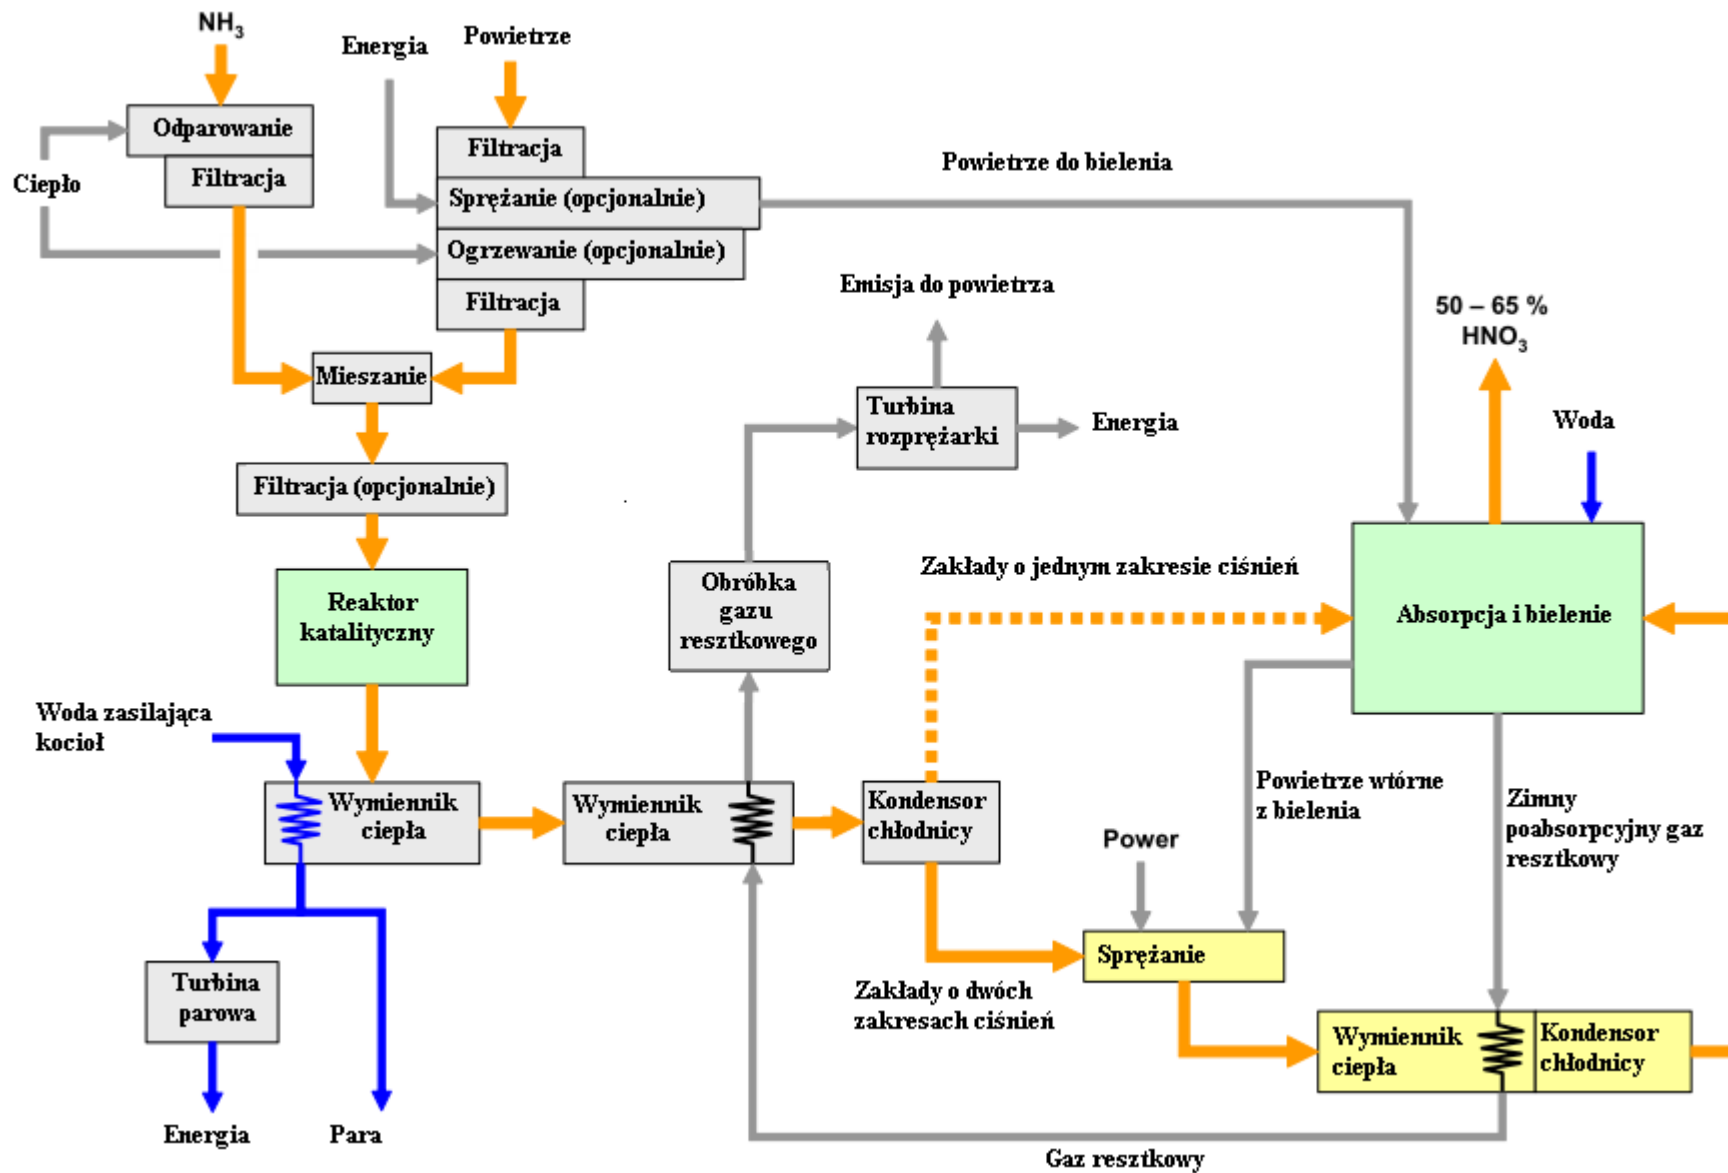 NH₃
Energia
Powietrze
Odparowanie
Filtracja
Ciepło
Filtracja
Sprężanie (opcjonalnie)
Ogrzewanie (opcjonalnie)
Filtracja
Powietrze do bielenia
Emisja do powietrza
50 – 65 %
HNO₃
Mieszanie
Turbina
rozprężarki
Energia
Woda
Filtracja (opcjonalnie)
Zakłady o jednym zakresie ciśnień
Obróbka
gazu
resztkowego
Reaktor
katalityczny
Absorpcja i bielenie
Woda zasilająca
kocioł
Wymiennik
ciepła
Wymiennik
ciepła
Kondensor
chłodnicy
Powietrze wtórne
z bielenia
Zimny
poabsorpcyjny gaz
resztkowy
Power
Sprężanie
Turbina
parowa
Zakłady o dwóch
zakresach ciśnień
Wymiennik
ciepła
Kondensor
chłodnicy
Energia
Para
Gaz resztkowy